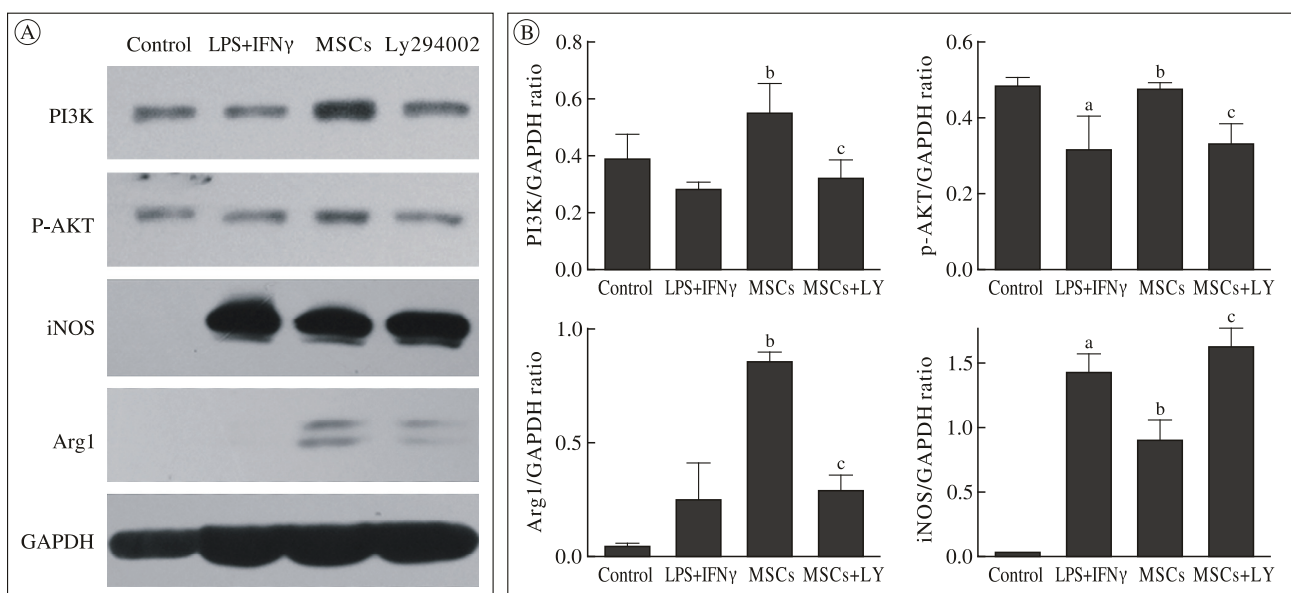 A
Control LPS+IFNγ MSCs Ly294002
PI3K
P-AKT
iNOS
Arg1
GAPDH
B
PI3K/GAPDH ratio
0.8
0.6
0.4
0.2
0.0
b
c
Control LPS+IFNγ MSCs MSCs+LY
p-AKT/GAPDH ratio
0.6
0.4
0.2
0.0
a
b
c
Control LPS+IFNγ MSCs MSCs+LY
Arg1/GAPDH ratio
1.0
0.5
0.0
b
c
Control LPS+IFNγ MSCs MSCs+LY
iNOS/GAPDH ratio
1.5
1.0
0.5
0.0
a
b
c
Control LPS+IFNγ MSCs MSCs+LY